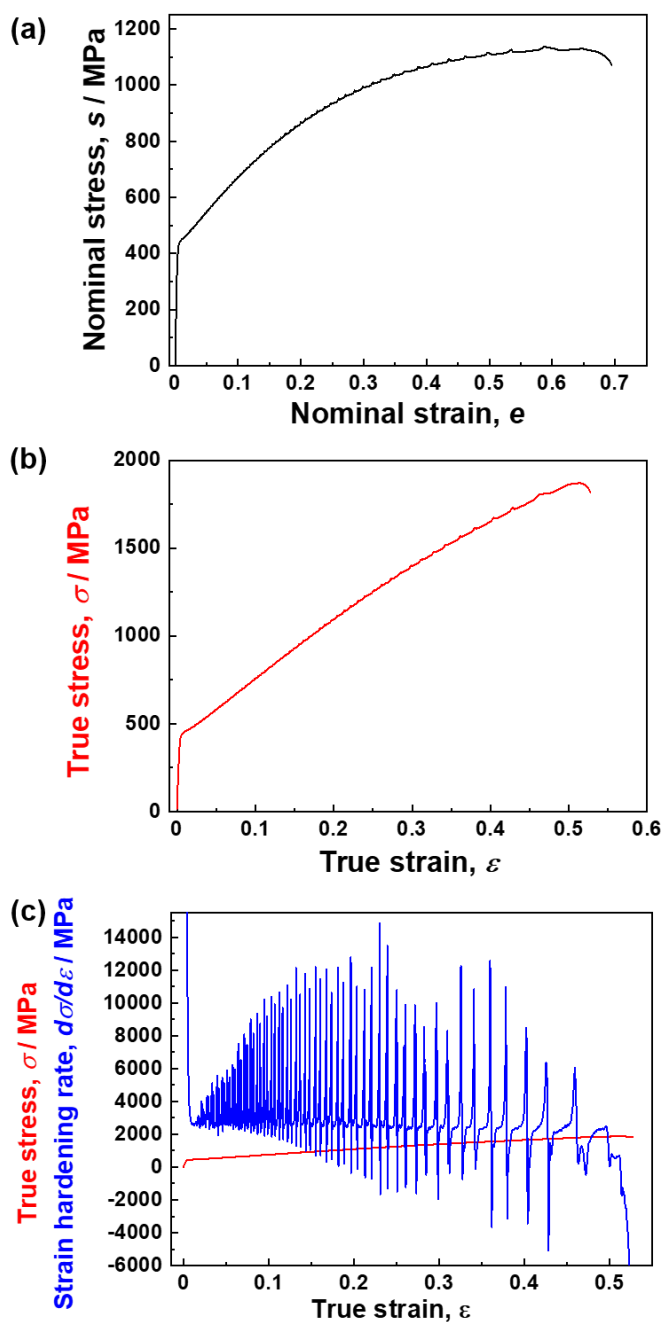 (a)
Nominal stress, s / MPa
1200
1000
800
600
400
200
0
0 0.1 0.2 0.3 0.4 0.5 0.6 0.7
Nominal strain, e
(b)
True stress, σ / MPa
2000
1500
1000
500
0
0 0.1 0.2 0.3 0.4 0.5 0.6
True strain, ε
(c)
True stress, σ / MPa
Strain hardening rate, dσ/dε / MPa
14000
12000
10000
8000
6000
4000
2000
0
-2000
-4000
-6000
0 0.1 0.2 0.3 0.4 0.5
True strain, ε